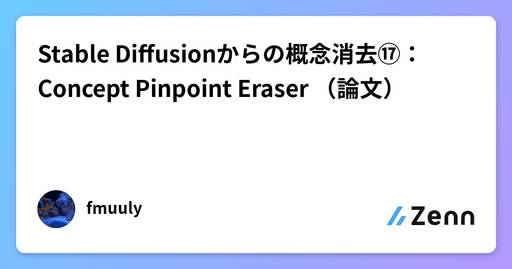 Stable Diffusionからの概念消去⑰：
Concept Pinpoint Eraser （論文）
fmuuly
Zenn